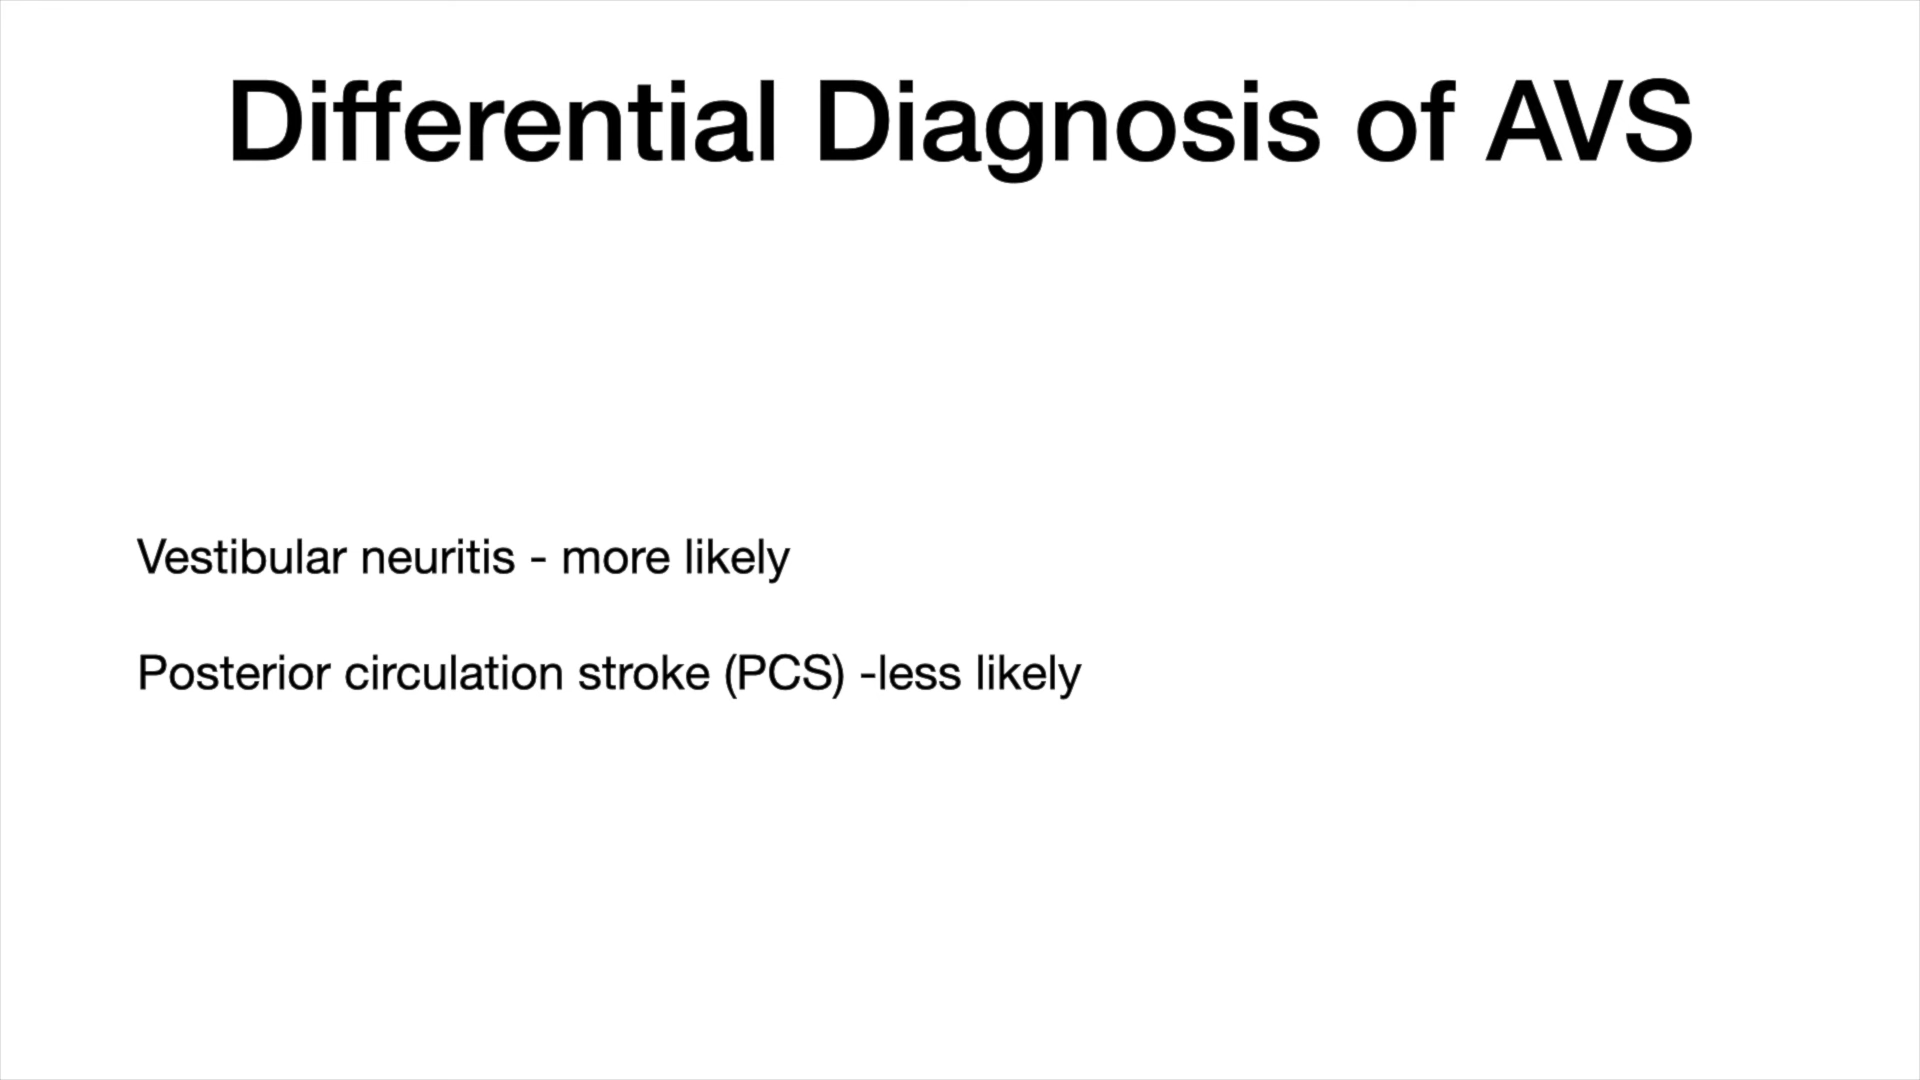 Differential Diagnosis of AVS
Vestibular neuritis - more likely
Posterior circulation stroke (PCS) -less likely